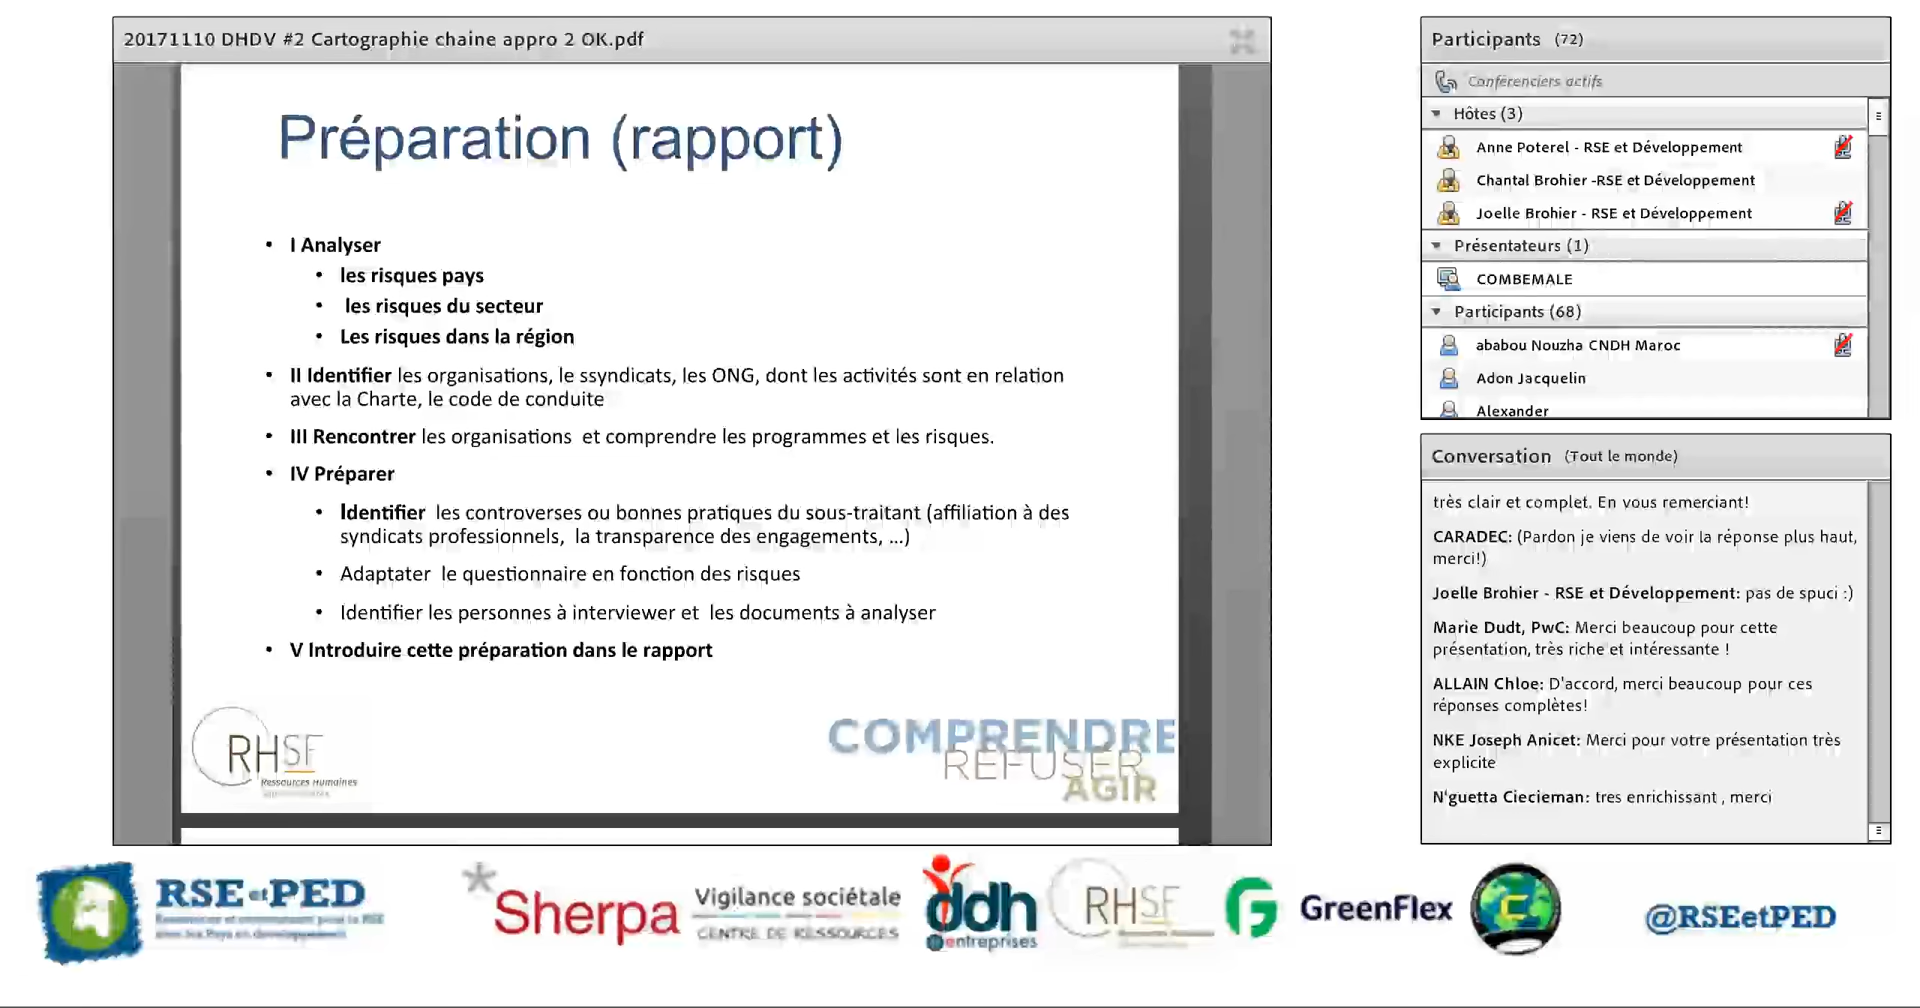 20171110 DHDV #2 Cartographie chaine appro 2 OK.pdf
Préparation (rapport)
• I Analyser
• les risques pays
• les risques du secteur
• Les risques dans la région
• II Identifier les organisations, le ssyndicats, les ONG, dont les activités sont en relation
avec la Charte, le code de conduite
• III Rencontrer les organisations et comprendre les programmes et les risques.
• IV Préparer
• Identifier les controverses ou bonnes pratiques du sous-traitant (affiliation à des
syndicats professionnels, la transparence des engagements, ...)
• Adaptater le questionnaire en fonction des risques
• Identifier les personnes à interviewer et les documents à analyser
• V Introduire cette préparation dans le rapport
RHSF
Ressources Humaines
COMPRENDRE
REFUSER
AGIR
Participants (72)
Conférenciers actifs
Hôtes (3)
Anne Poterel - RSE et Développement
Chantal Brohier -RSE et Développement
Joelle Brohier - RSE et Développement
Présentateurs (1)
COMBEMALE
Participants (68)
ababou Nouzha CNDH Maroc
Adon Jacquelin
Alexander
Conversation (Tout le monde)
très clair et complet. En vous remerciant!
CARADEC: (Pardon je viens de voir la réponse plus haut,
merci!)
Joelle Brohier - RSE et Développement: pas de spuci :)
Marie Dudt, PwC: Merci beaucoup pour cette
présentation, très riche et intéressante !
ALLAIN Chloe: D'accord, merci beaucoup pour ces
réponses complètes!
NKE Joseph Anicet: Merci pour votre présentation très
explicite
N'guetta Ciecieman: tres enrichissant , merci
RSE et PED
Sherpa
Vigilance sociétale
CENTRE DE RESSOURCES
ddh
entreprises
RHSF
GreenFlex
@RSEetPED